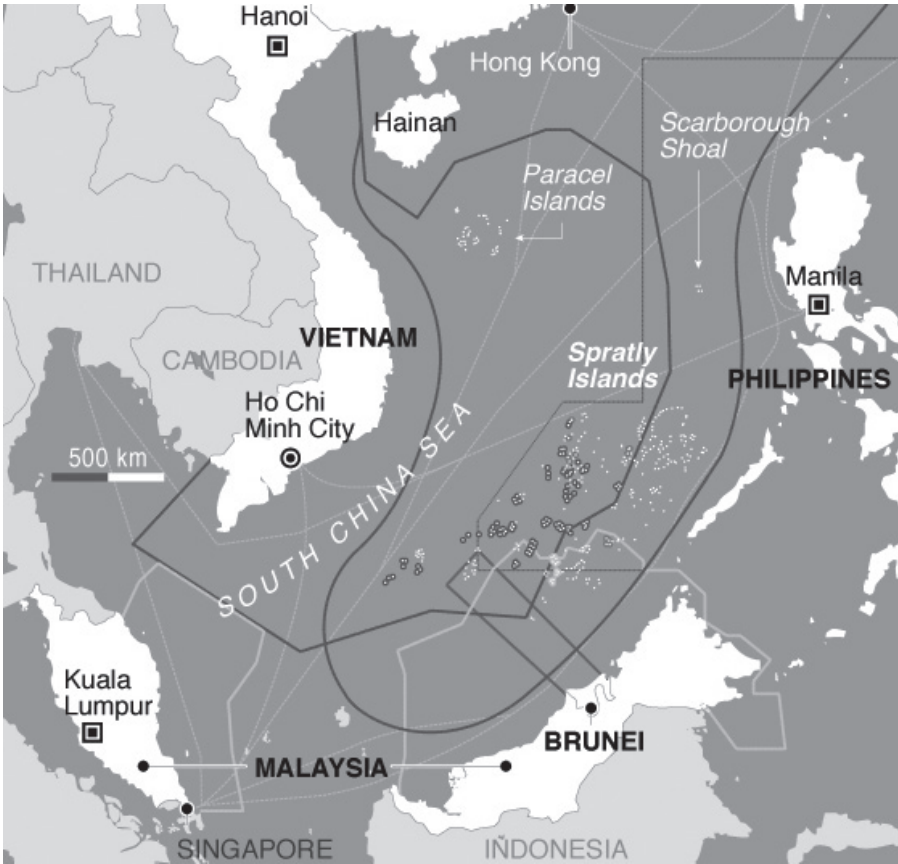 Hanoi
Hong Kong
Hainan
Scarborough
Shoal
Paracel
Islands
THAILAND
Manila
VIETNAM
CAMBODIA
Spratly
Islands
PHILIPPINES
Ho Chi
Minh City
500 km
SOUTH CHINA SEA
Kuala
Lumpur
BRUNEI
MALAYSIA
SINGAPORE
INDONESIA